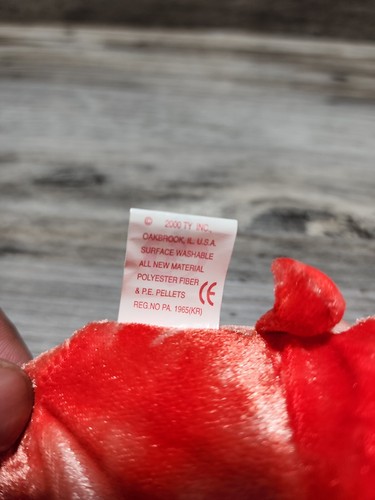 © 2000 TY INC.,
OAKBROOK, IL U.S.A.
SURFACE WASHABLE
ALL NEW MATERIAL
POLYESTER FIBER
& P.E. PELLETS CE
REG.NO PA. 1965(KR)